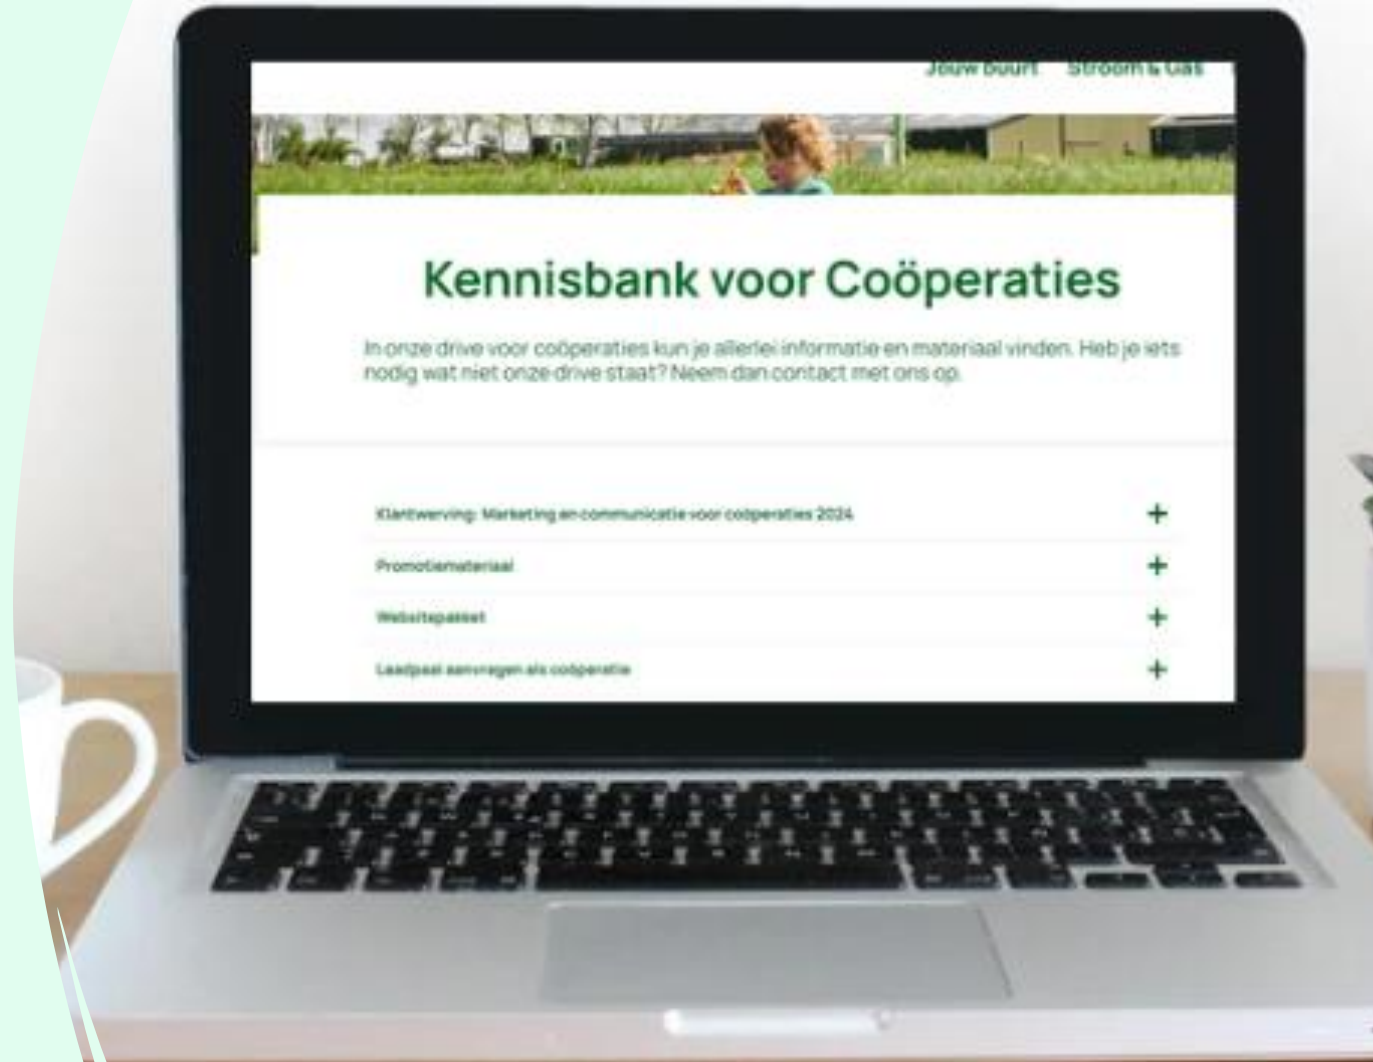 Jouw buurt Stroom & Gas
Kennisbank voor Coöperaties
In onze drive voor coöperaties kun je allerlei informatie en materiaal vinden. Heb je iets
nodig wat niet onze drive staat? Neem dan contact met ons op.
Klantwerving: Marketing en communicatie voor coöperaties 2024
Promotiemateriaal
Websitepakket
Laadpaal aanvragen als coöperatie